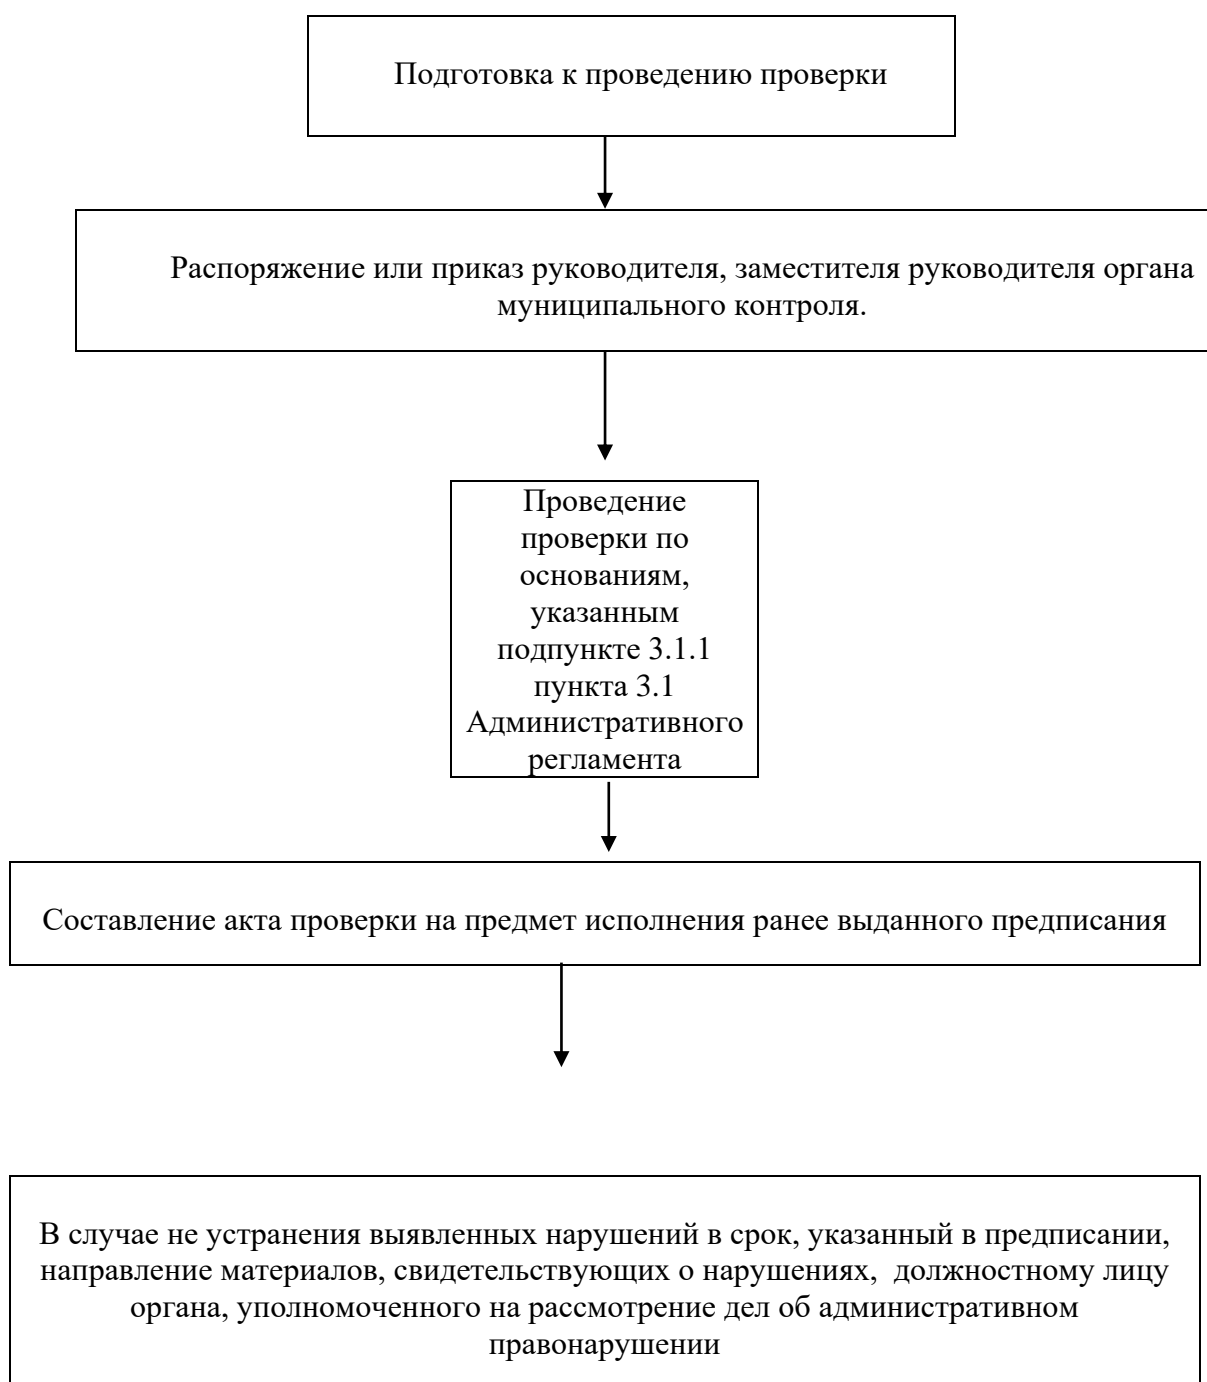 Подготовка к проведению проверки
Распоряжение или приказ руководителя, заместителя руководителя органа
муниципального контроля.
Проведение
проверки по
основаниям,
указанным
подпункте 3.1.1
пункта 3.1
Административного
регламента
Составление акта проверки на предмет исполнения ранее выданного предписания
В случае не устранения выявленных нарушений в срок, указанный в предписании,
направление материалов, свидетельствующих о нарушениях,  должностному лицу
органа, уполномоченного на рассмотрение дел об административном
правонарушении